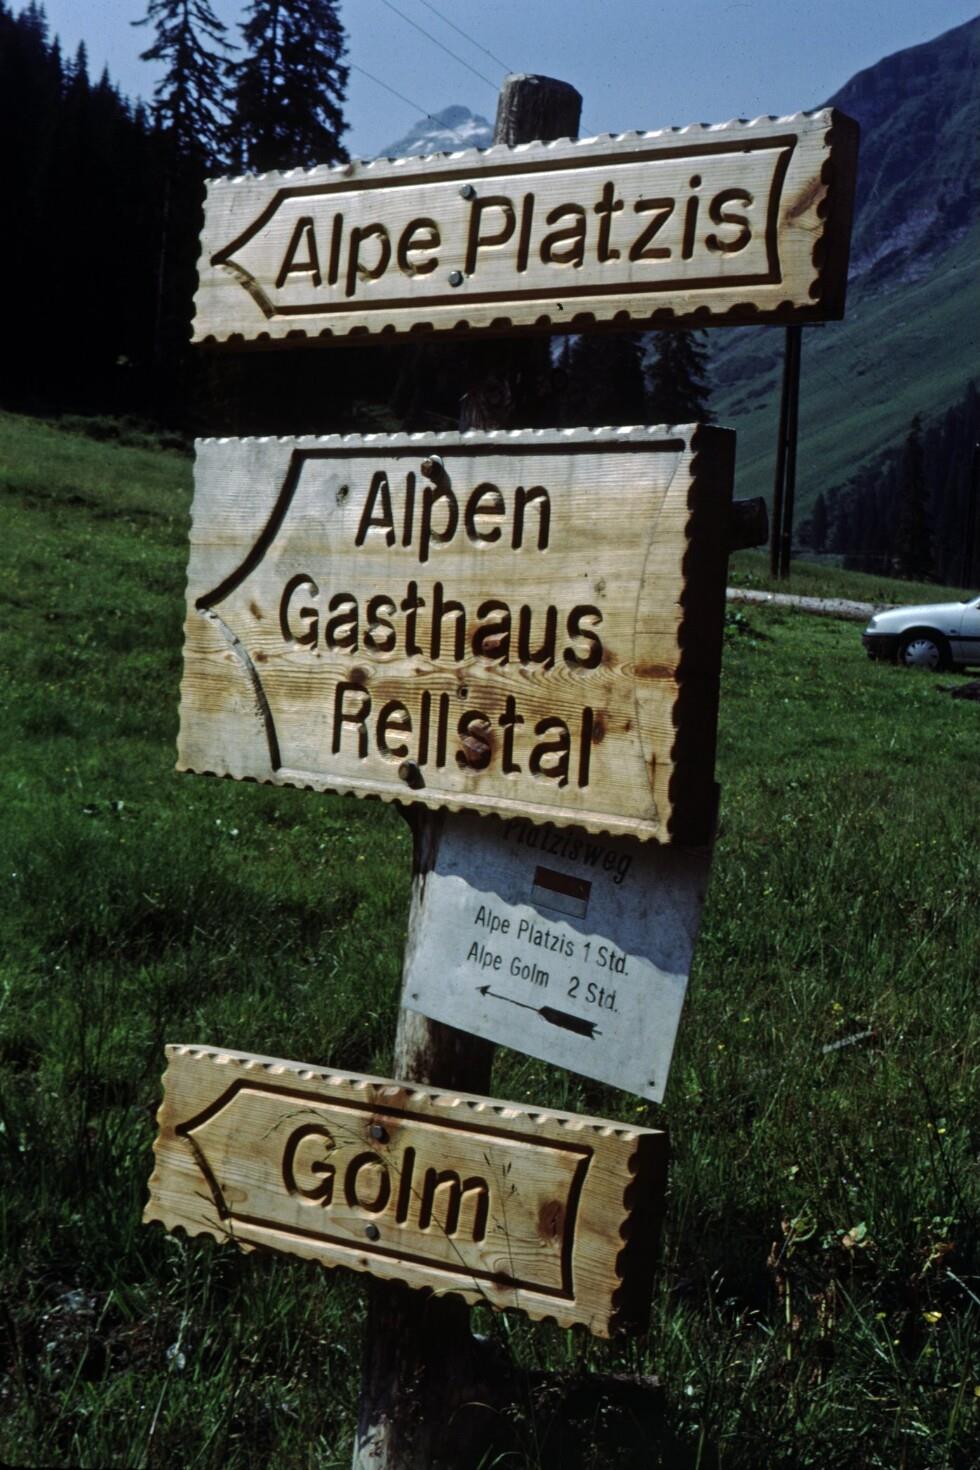 Alpe Platzis
Alpen
Gasthaus
Rellstal
Platzisweg
Alpe Platzis 1 Std.
Alpe Golm 2 Std.
Golm